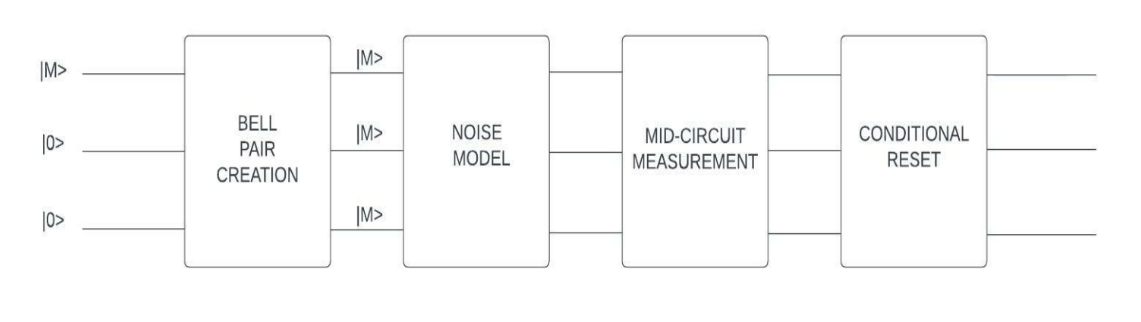 |M>
|0>
|0>
BELL
PAIR
CREATION
|M>
|M>
|M>
NOISE
MODEL
MID-CIRCUIT
MEASUREMENT
CONDITIONAL
RESET